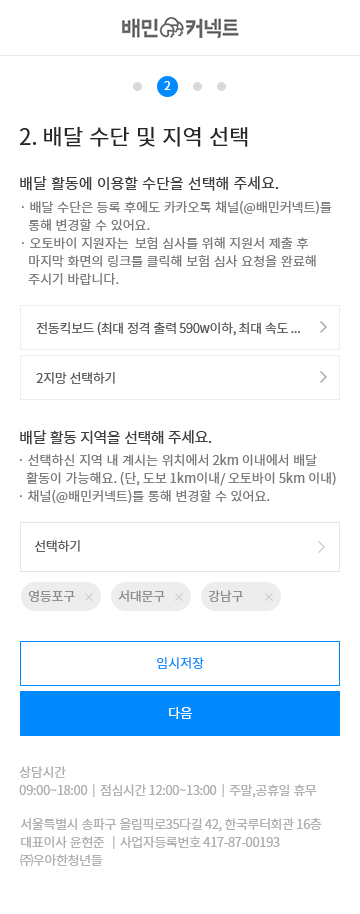 배민커넥트
2
2. 배달 수단 및 지역 선택
배달 활동에 이용할 수단을 선택해 주세요.
· 배달 수단은 등록 후에도 카카오톡 채널(@배민커넥트)를
통해 변경할 수 있어요.
· 오토바이 지원자는 보험 심사를 위해 지원서 제출 후
마지막 화면의 링크를 클릭해 보험 심사 요청을 완료해
주시기 바랍니다.
전동킥보드 (최대 정격 출력 590w이하, 최대 속도 ...
2지망 선택하기
배달 활동 지역을 선택해 주세요.
· 선택하신 지역 내 계시는 위치에서 2km 이내에서 배달
활동이 가능해요. (단, 도보 1km이내/ 오토바이 5km 이내)
· 채널(@배민커넥트)를 통해 변경할 수 있어요.
선택하기
영등포구 × 서대문구 × 강남구 ×
임시저장
다음
상담시간
09:00~18:00 | 점심시간 12:00~13:00 | 주말,공휴일 휴무
서울특별시 송파구 올림픽로35다길 42, 한국루터회관 16층
대표이사 윤현준 | 사업자등록번호 417-87-00193
㈜우아한청년들